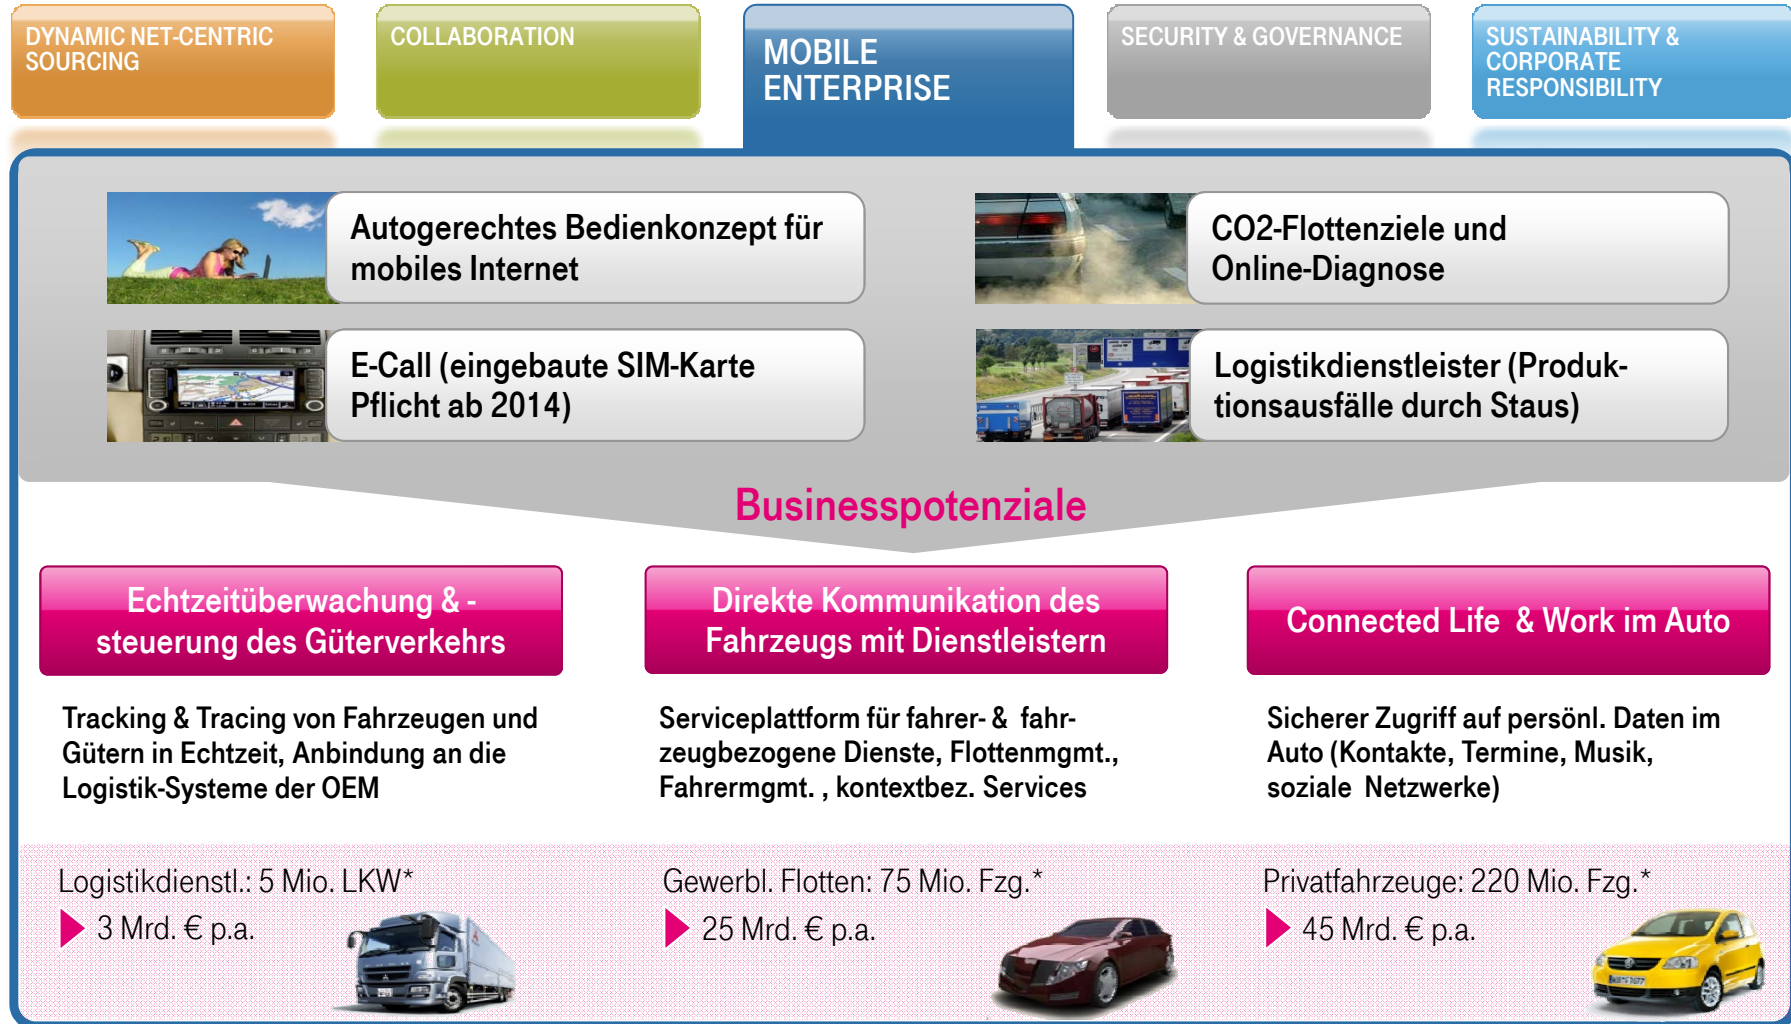 DYNAMIC NET-CENTRIC
SOURCING
COLLABORATION
MOBILE
ENTERPRISE
SECURITY & GOVERNANCE
SUSTAINABILITY &
CORPORATE
RESPONSIBILITY
Autogerechtes Bedienkonzept für
mobiles Internet
CO2-Flottenziele und
Online-Diagnose
E-Call (eingebaute SIM-Karte
Pflicht ab 2014)
Logistikdienstleister (Produk-
tionsausfälle durch Staus)
Businesspotenziale
Echtzeitüberwachung & -
steuerung des Güterverkehrs
Direkte Kommunikation des
Fahrzeugs mit Dienstleistern
Connected Life & Work im Auto
Tracking & Tracing von Fahrzeugen und
Gütern in Echtzeit, Anbindung an die
Logistik-Systeme der OEM
Serviceplattform für fahrer- & fahr-
zeugbezogene Dienste, Flottenmgmt.,
Fahrermgmt. , kontextbez. Services
Sicherer Zugriff auf persönl. Daten im
Auto (Kontakte, Termine, Musik,
soziale Netzwerke)
Logistikdienstl.: 5 Mio. LKW*
3 Mrd. € p.a.
Gewerbl. Flotten: 75 Mio. Fzg.*
25 Mrd. € p.a.
Privatfahrzeuge: 220 Mio. Fzg.*
45 Mrd. € p.a.